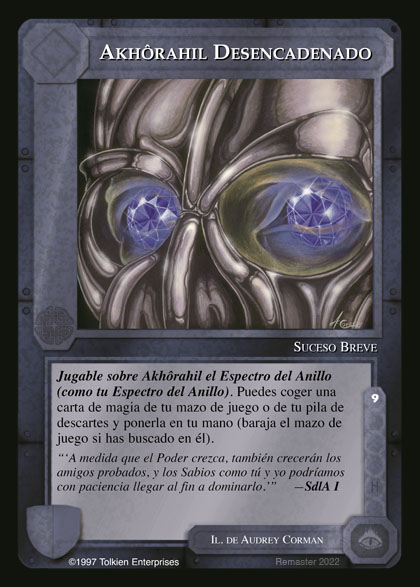 AKHÔRAHIL DESENCADENADO
SUCESO BREVE
Jugable sobre Akhôrahil el Espectro del Anillo
(como tu Espectro del Anillo). Puedes coger una
carta de magia de tu mazo de juego o de tu pila de
descartes y ponerla en tu mano (baraja el mazo de
juego si has buscado en él).
“‘A medida que el Poder crezca, también crecerán los
amigos probados, y los Sabios como tú y yo podríamos
con paciencia llegar al fin a dominarlo.’” —SdlA I
9
H
IL. DE AUDREY CORMAN
©1997 Tolkien Enterprises
Remaster 2022